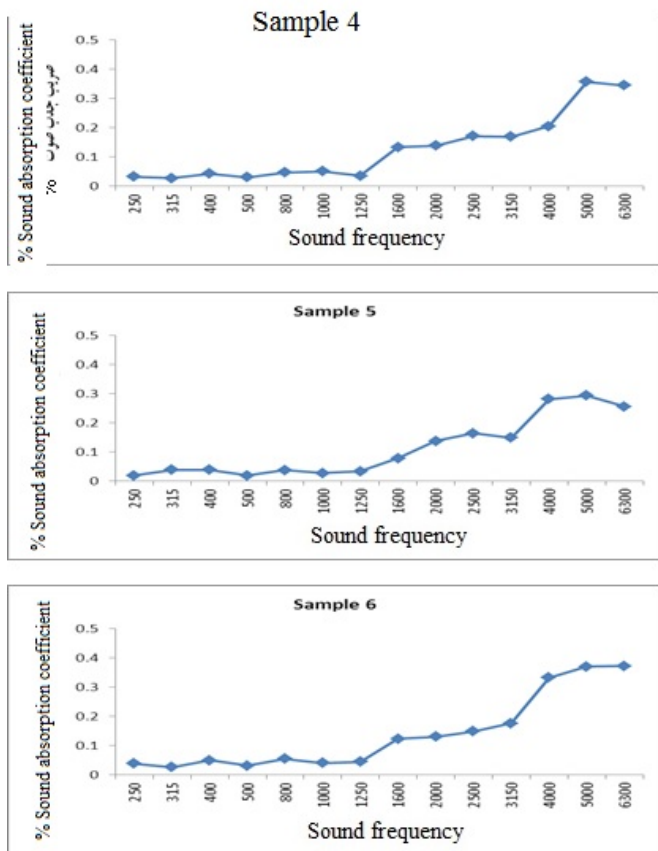 Sample 4
% Sound absorption coefficient
% ضریب جذب صوت
0.5
0.4
0.3
0.2
0.1
0
250 315 400 500 800 1000 1250 1600 2000 2500 3150 4000 5000 6300
Sound frequency
Sample 5
% Sound absorption coefficient
0.5
0.4
0.3
0.2
0.1
0
250 315 400 500 800 1000 1250 1600 2000 2500 3150 4000 5000 6300
Sound frequency
Sample 6
% Sound absorption coefficient
0.5
0.4
0.3
0.2
0.1
0
250 315 400 500 800 1000 1250 1600 2000 2500 3150 4000 5000 6300
Sound frequency